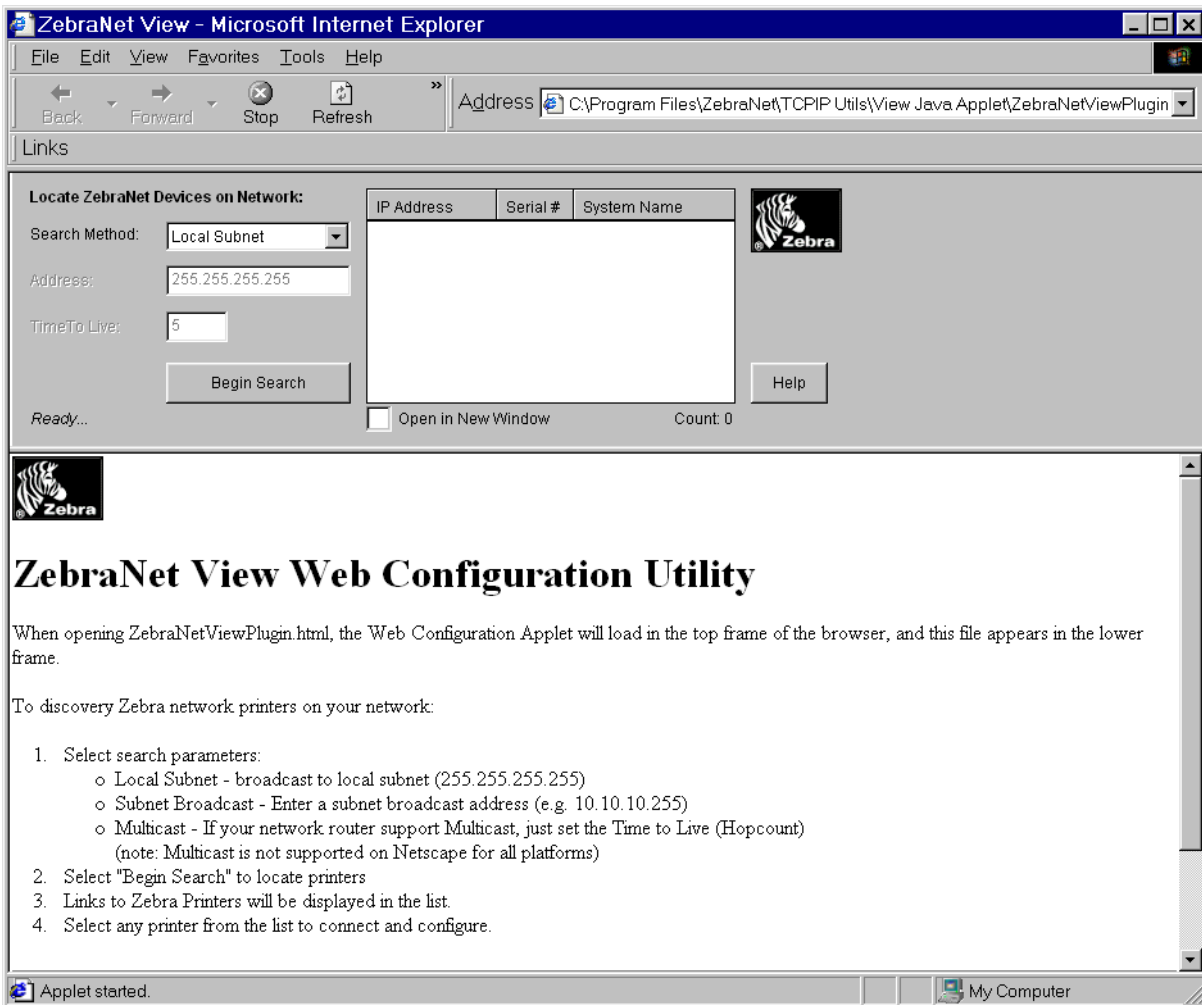 ZebraNet View - Microsoft Internet Explorer
File Edit View Favorites Tools Help
Back Forward Stop Refresh » Address C:\Program Files\ZebraNet\TCPIP Utils\View Java Applet\ZebraNetViewPlugin
Links
Locate ZebraNet Devices on Network:
Search Method: Local Subnet
Address: 255.255.255.255
TimeTo Live: 5
Begin Search
Ready...
IP Address Serial # System Name
Open in New Window Count: 0
Zebra
Help
Zebra
ZebraNet View Web Configuration Utility
When opening ZebraNetViewPlugin.html, the Web Configuration Applet will load in the top frame of the browser, and this file appears in the lower
frame.
To discovery Zebra network printers on your network:
1. Select search parameters:
o Local Subnet - broadcast to local subnet (255.255.255.255)
o Subnet Broadcast - Enter a subnet broadcast address (e.g. 10.10.10.255)
o Multicast - If your network router support Multicast, just set the Time to Live (Hopcount)
(note: Multicast is not supported on Netscape for all platforms)
2. Select "Begin Search" to locate printers
3. Links to Zebra Printers will be displayed in the list.
4. Select any printer from the list to connect and configure.
Applet started. My Computer